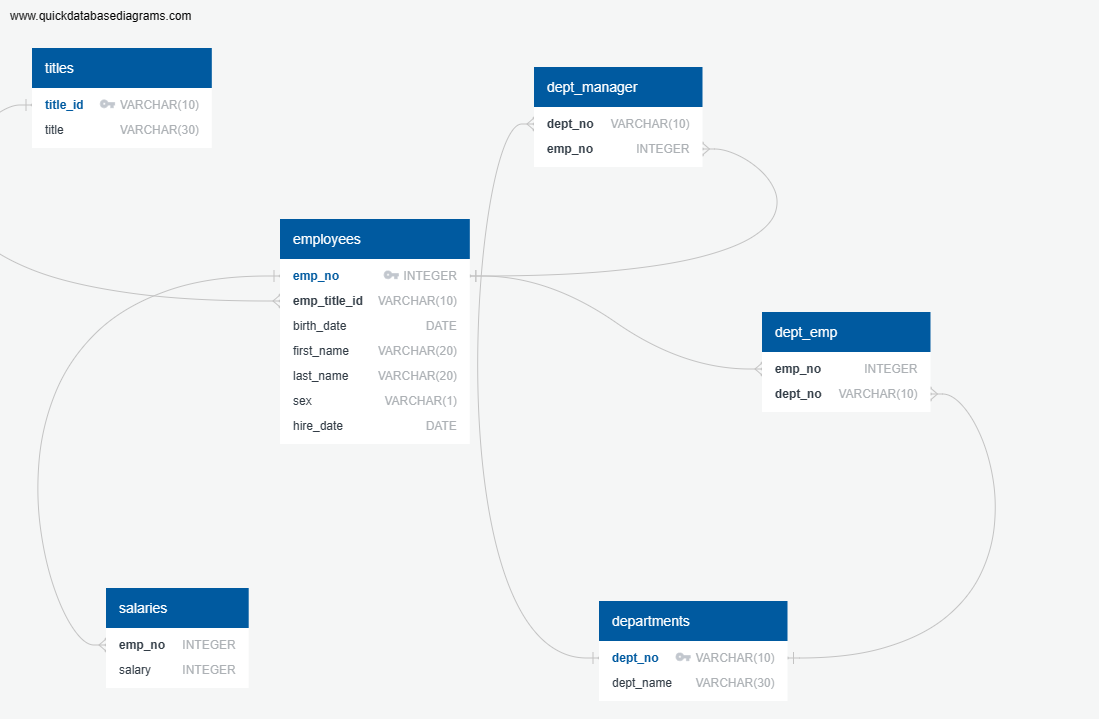 www.quickdatabasediagrams.com
titles
title_id VARCHAR(10)
title VARCHAR(30)
dept_manager
dept_no VARCHAR(10)
emp_no INTEGER
employees
emp_no INTEGER
emp_title_id VARCHAR(10)
birth_date DATE
first_name VARCHAR(20)
last_name VARCHAR(20)
sex VARCHAR(1)
hire_date DATE
dept_emp
emp_no INTEGER
dept_no VARCHAR(10)
salaries
emp_no INTEGER
salary INTEGER
departments
dept_no VARCHAR(10)
dept_name VARCHAR(30)